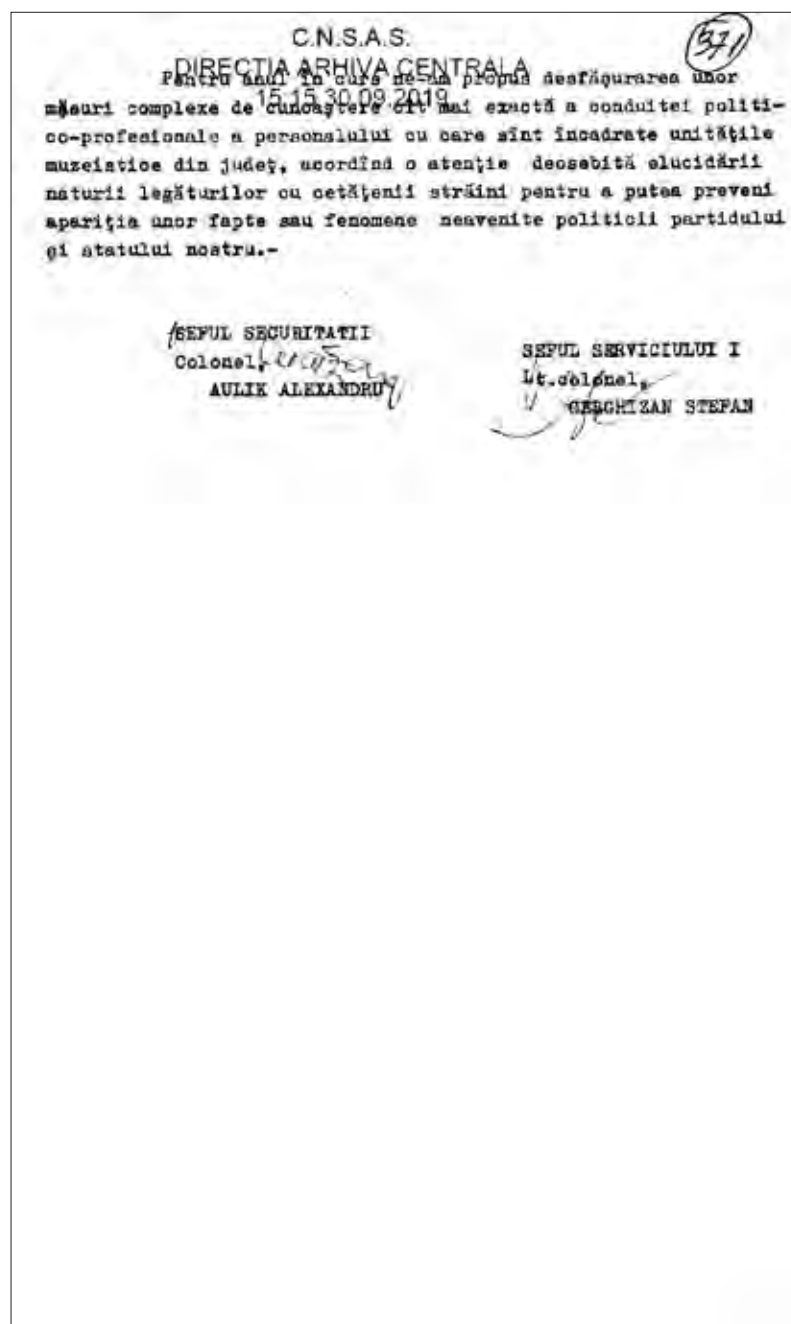 C.N.S.A.S.
371
DIRECTIA ARHIVA CENTRALA
Pentru anul în curs ne-am propus desfăşurarea unor
15:15 30.09.2019
măsuri complexe de cunoaştere cît mai exactă a conduitei politi-
co-profesionale a personalului cu care sînt încadrate unităţile
muzeistice din judeţ, acordînd o atenţie deosebită elucidării
naturii legăturilor cu cetăţenii străini pentru a putea preveni
apariţia unor fapte sau fenomene neavenite politicii partidului
şi statului nostru.-
SEFUL SECURITATII
Colonel,
AULIK ALEXANDRU
SEFUL SERVICIULUI I
Lt.colonel,
GERGHIZAN STEFAN